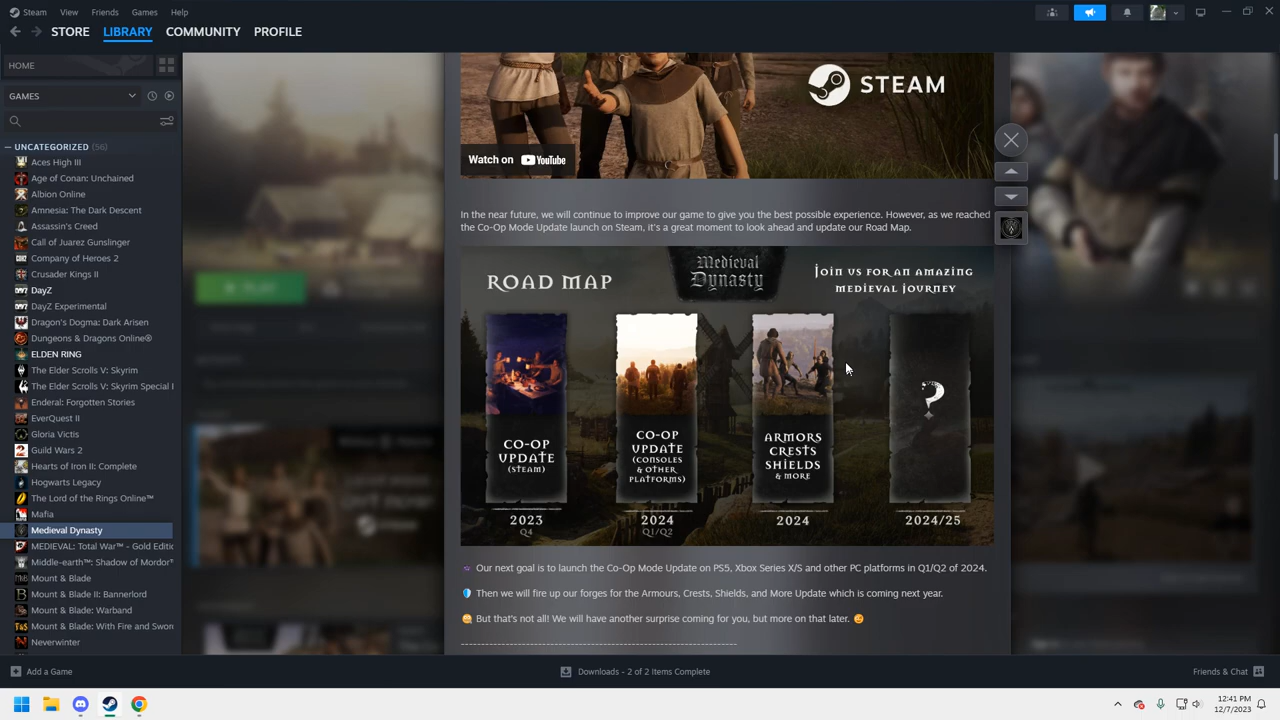 Steam View Friends Games Help
STORE LIBRARY COMMUNITY PROFILE
HOME
GAMES
UNCATEGORIZED (56)
Aces High III
Age of Conan: Unchained
Albion Online
Amnesia: The Dark Descent
Assassin's Creed
Call of Juarez Gunslinger
Company of Heroes 2
Crusader Kings II
DayZ
DayZ Experimental
Dragon's Dogma: Dark Arisen
Dungeons & Dragons Online®
ELDEN RING
The Elder Scrolls V: Skyrim
The Elder Scrolls V: Skyrim Special
Enderal: Forgotten Stories
EverQuest II
Gloria Victis
Guild Wars 2
Hearts of Iron II: Complete
Hogwarts Legacy
The Lord of the Rings Online™
Mafia
Medieval Dynasty
MEDIEVAL: Total War™ - Gold Editi
Middle-earth™: Shadow of Mordor™
Mount & Blade
Mount & Blade II: Bannerlord
Mount & Blade: Warband
Mount & Blade: With Fire and Swor
Neverwinter
STEAM
Watch on YouTube
In the near future, we will continue to improve our game to give you the best possible experience. However, as we reached
the Co-Op Mode Update launch on Steam, it's a great moment to look ahead and update our Road Map.
ROAD MAP
Medieval
Dynasty
JOIN US FOR AN AMAZING
MEDIEVAL JOURNEY
CO-OP
UPDATE
(STEAM)
2023
Q4
CO-OP
UPDATE
(CONSOLES
& OTHER
PLATFORMS)
2024
Q1/Q2
ARMORS
CRESTS
SHIELDS
& MORE
2024
?
2024/25
Our next goal is to launch the Co-Op Mode Update on PS5, Xbox Series X/S and other PC platforms in Q1/Q2 of 2024.
Then we will fire up our forges for the Armours, Crests, Shields, and More Update which is coming next year.
But that's not all! We will have another surprise coming for you, but more on that later.
Add a Game
Downloads - 2 of 2 Items Complete
Friends & Chat
12:41 PM
12/7/2023